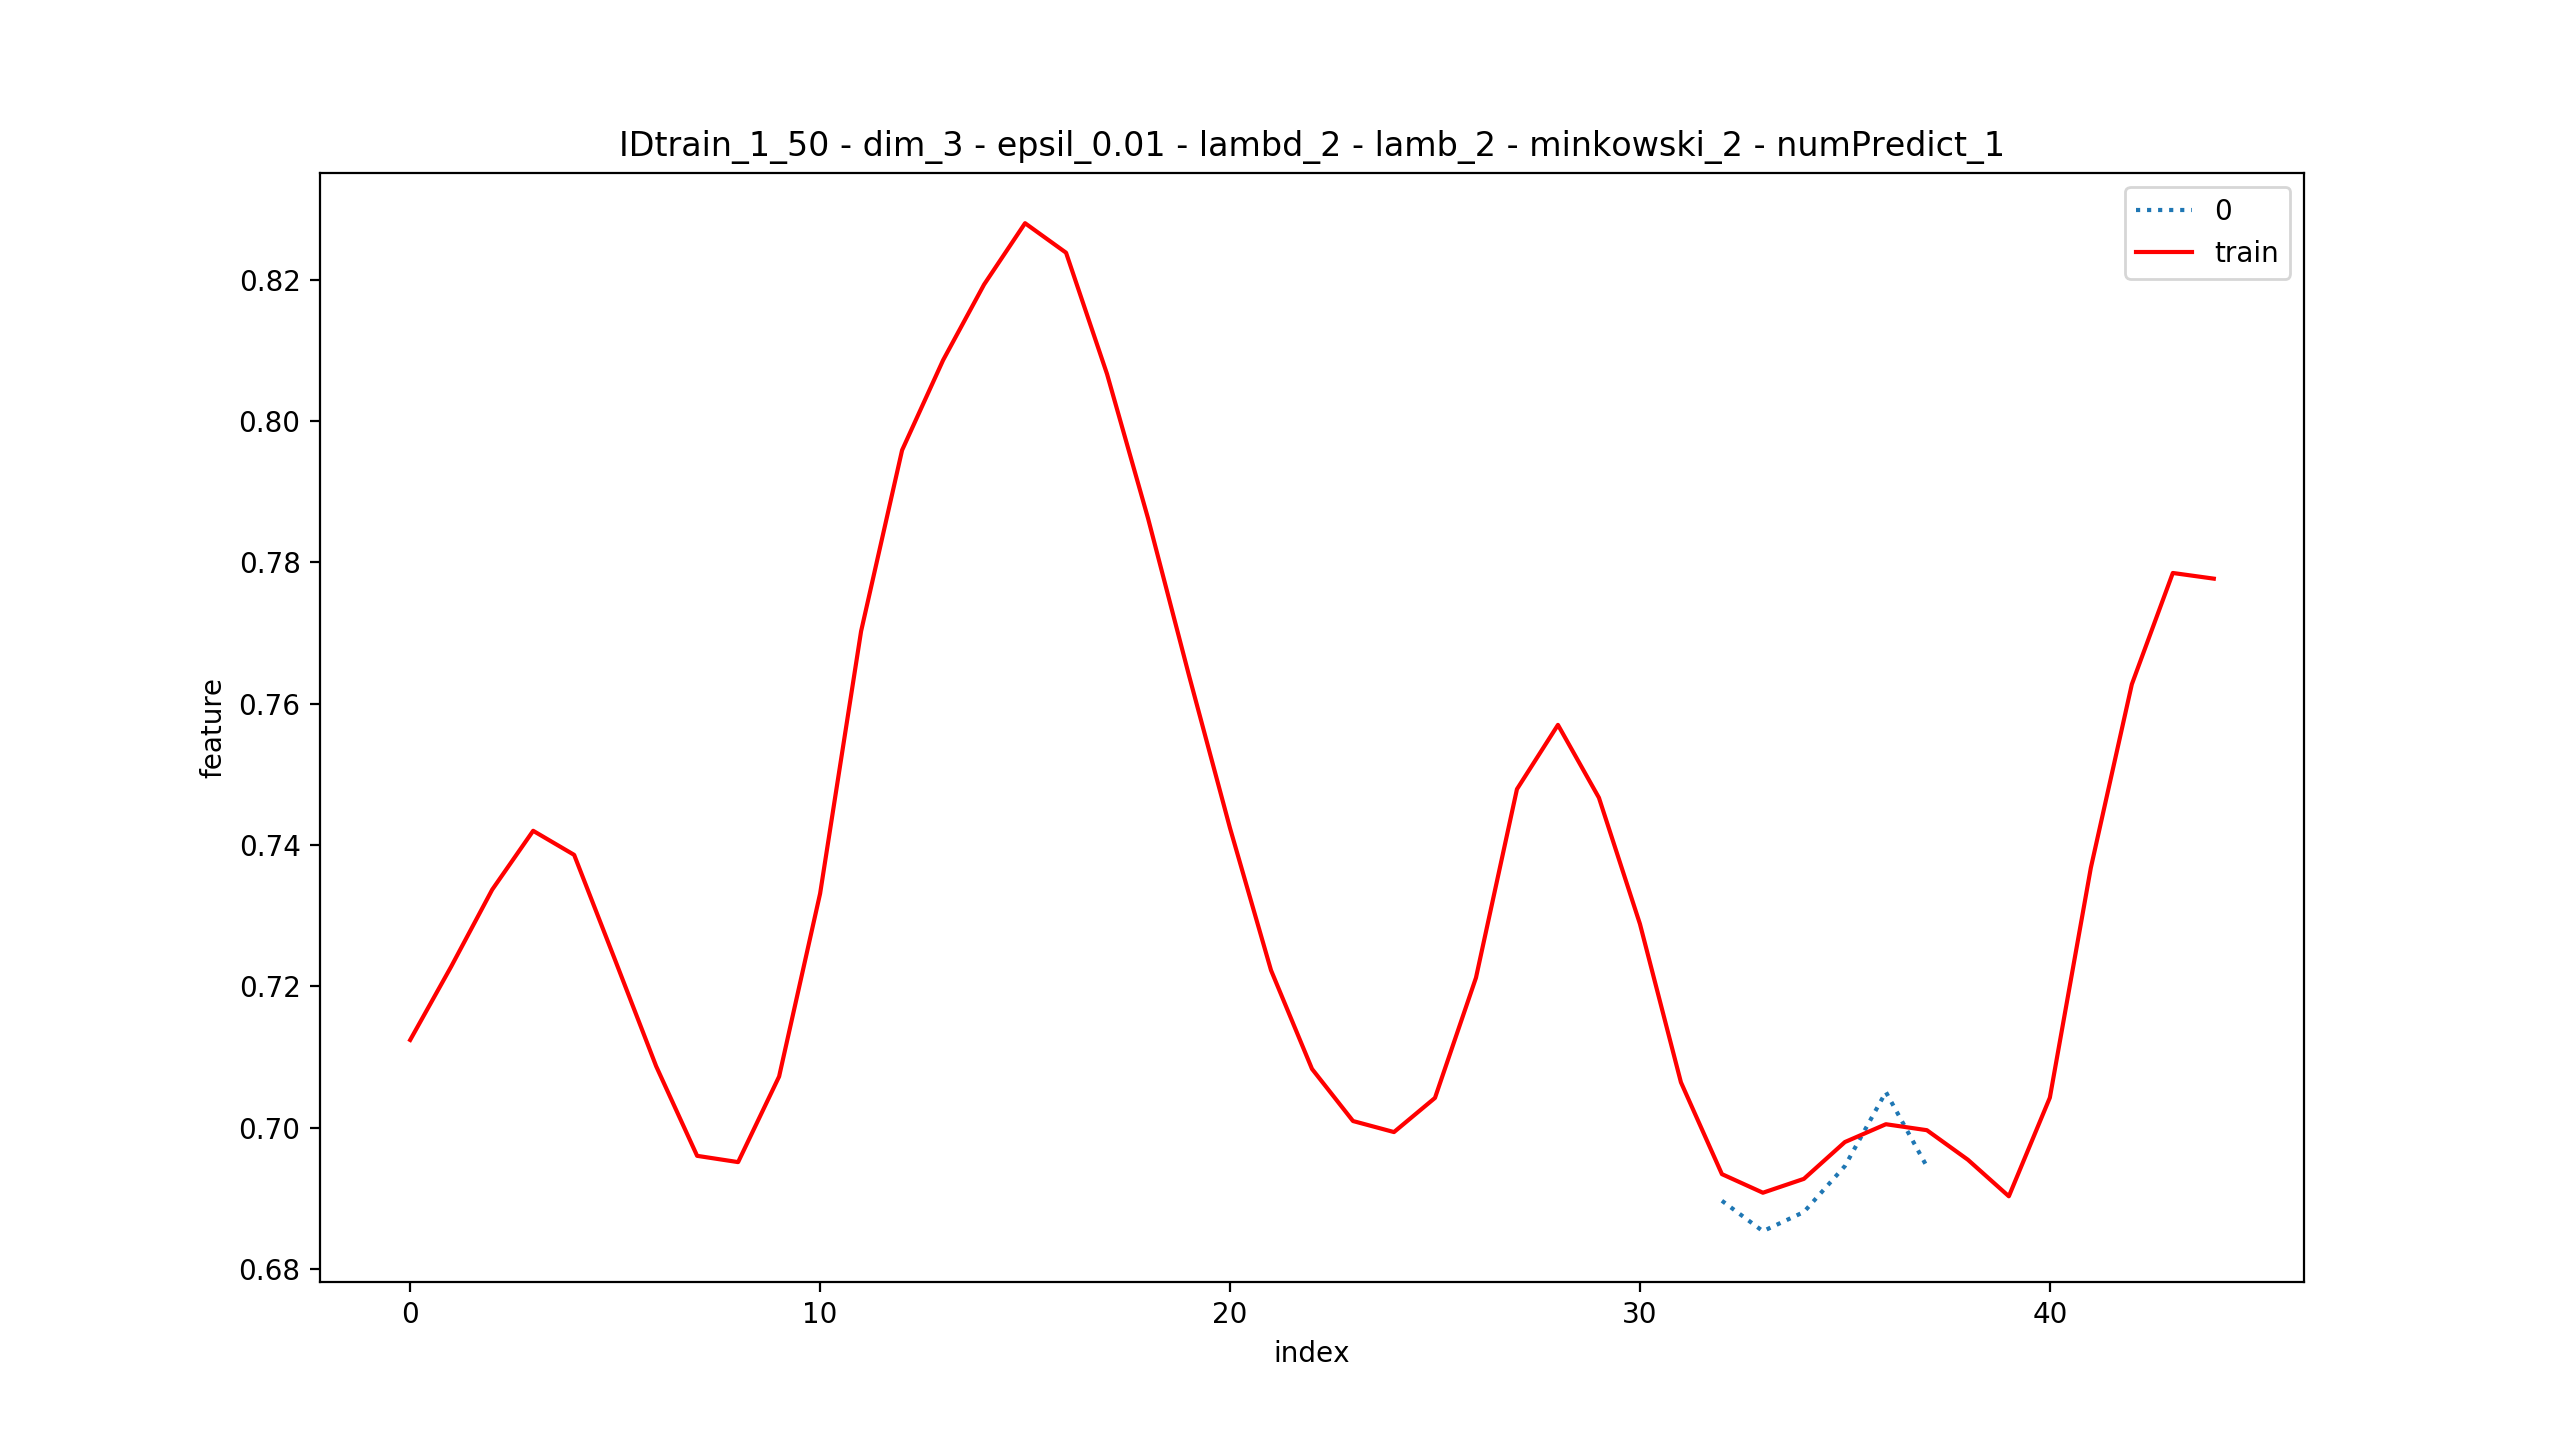 IDtrain_1_50 - dim_3 - epsil_0.01 - lambd_2 - lamb_2 - minkowski_2 - numPredict_1
0
train
0.82
0.80
0.78
0.76
0.74
0.72
0.70
0.68
feature
0 10 20 30 40
index